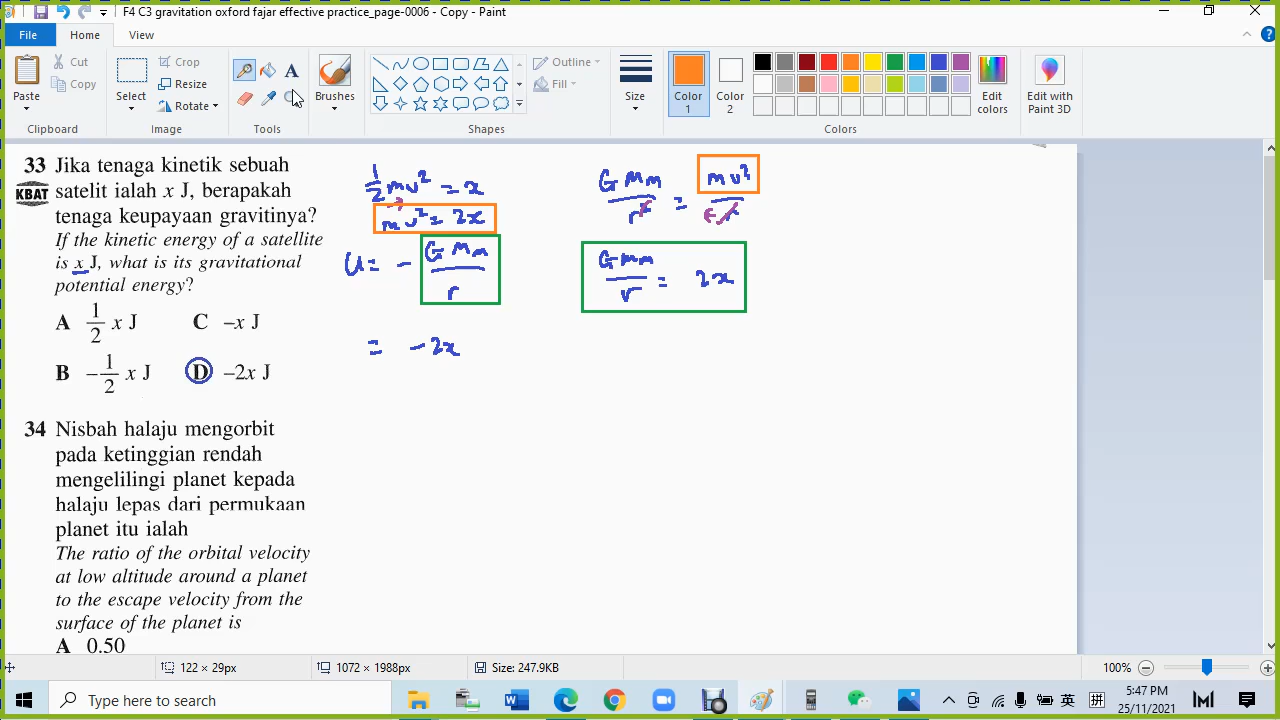 F4 C3 gravitation oxford fajar effective practice_page-0006 - Copy - Paint
File Home View
Paste Cut Copy Clipboard
Select Crop Resize Rotate Image
A Tools
Brushes
Outline Fill Shapes
Size
Color 1 Color 2 Edit colors Colors
Edit with Paint 3D
33 Jika tenaga kinetik sebuah
KBAT satelit ialah x J, berapakah
tenaga keupayaan gravitinya?
If the kinetic energy of a satellite
is x J, what is its gravitational
potential energy?
A 1/2 x J C –x J
B –1/2 x J D –2x J
1/2 mv² = x
mv² = 2x
U = - GMm/r
= -2x
GMm/r² = mv²/r
GMm/r = 2x
34 Nisbah halaju mengorbit
pada ketinggian rendah
mengelilingi planet kepada
halaju lepas dari permukaan
planet itu ialah
The ratio of the orbital velocity
at low altitude around a planet
to the escape velocity from the
surface of the planet is
A 0.50
122 × 29px 1072 × 1988px Size: 247.9KB 100%
Type here to search
英 拼 5:47 PM
25/11/2021